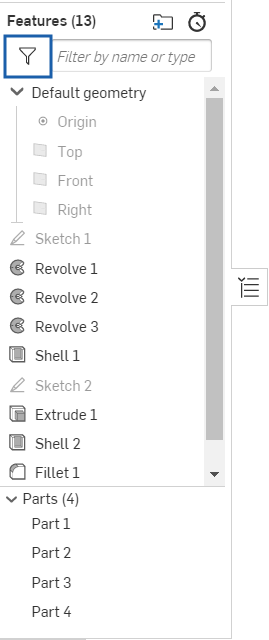 Features (13)
Filter by name or type
Default geometry
Origin
Top
Front
Right
Sketch 1
Revolve 1
Revolve 2
Revolve 3
Shell 1
Sketch 2
Extrude 1
Shell 2
Fillet 1
Parts (4)
Part 1
Part 2
Part 3
Part 4